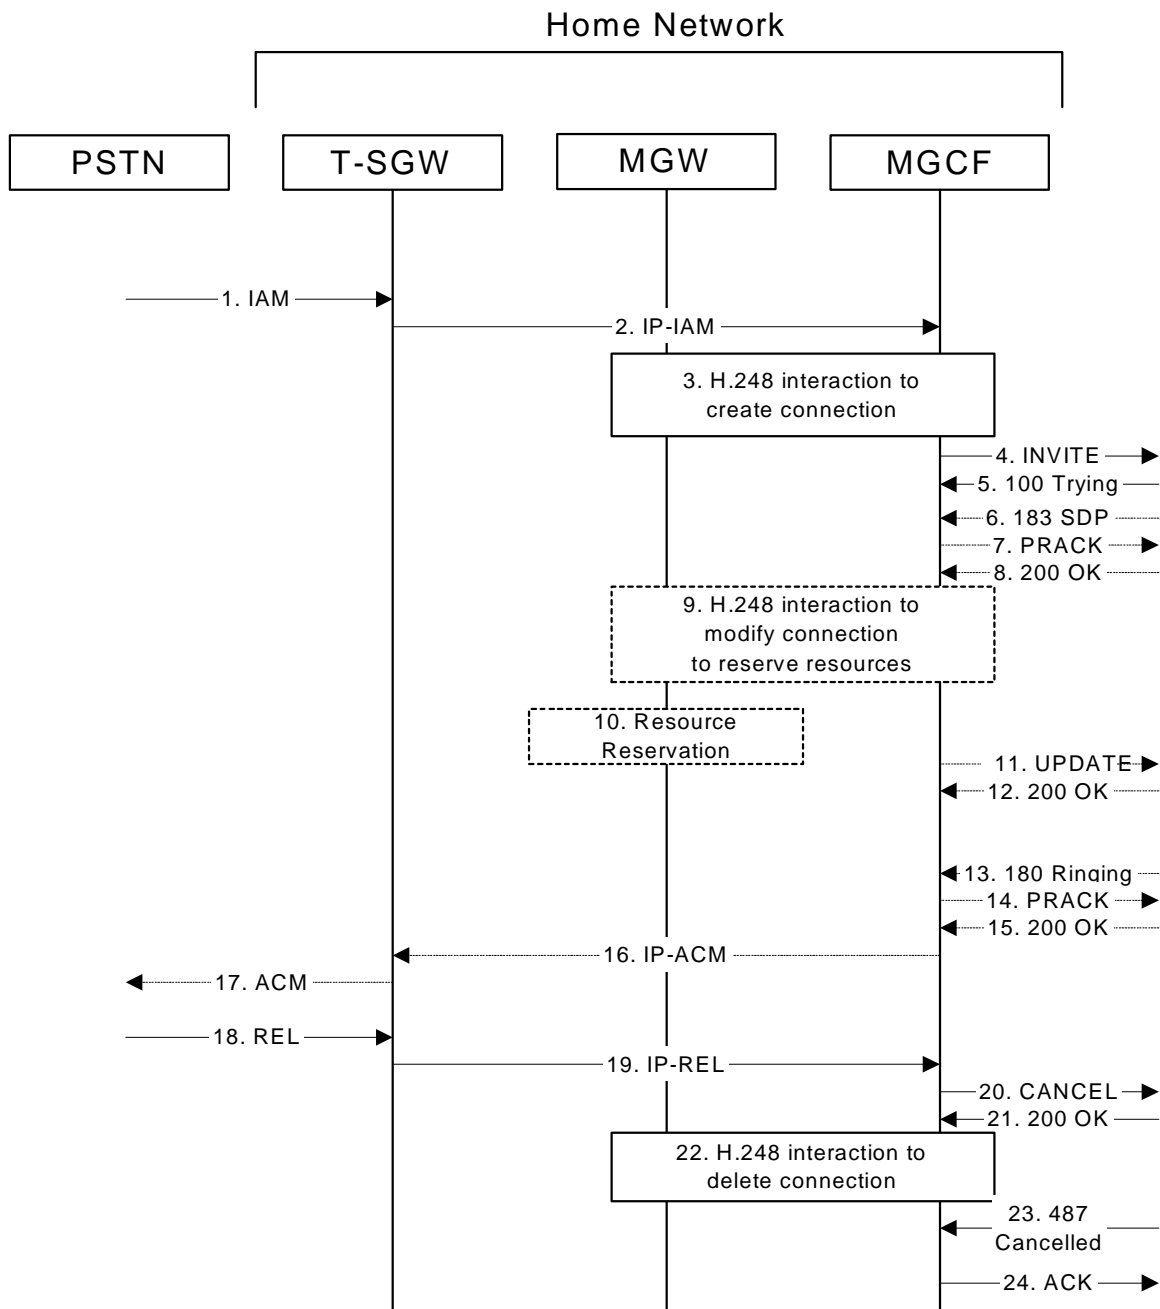 Home Network
PSTN
T-SGW
MGW
MGCF
1. IAM
2. IP-IAM
3. H.248 interaction to
create connection
4. INVITE
5. 100 Trying
6. 183 SDP
7. PRACK
8. 200 OK
9. H.248 interaction to
modify connection
to reserve resources
10. Resource
Reservation
11. UPDATE
12. 200 OK
13. 180 Ringing
14. PRACK
15. 200 OK
16. IP-ACM
17. ACM
18. REL
19. IP-REL
20. CANCEL
21. 200 OK
22. H.248 interaction to
delete connection
23. 487
Cancelled
24. ACK